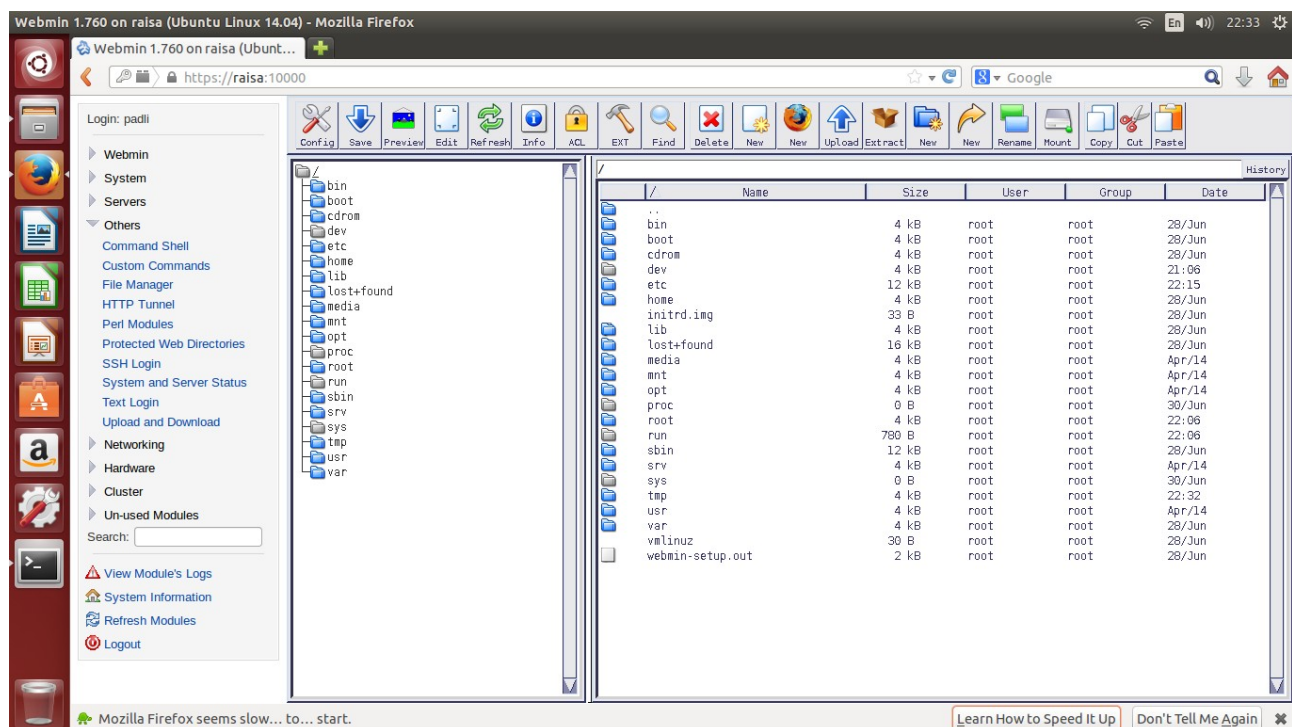 Webmin 1.760 on raisa (Ubuntu Linux 14.04) - Mozilla Firefox
En
22:33
Webmin 1.760 on raisa (Ubunt...
https://raisa:10000
Google
Login: padli
Webmin
System
Servers
Others
Command Shell
Custom Commands
File Manager
HTTP Tunnel
Perl Modules
Protected Web Directories
SSH Login
System and Server Status
Text Login
Upload and Download
Networking
Hardware
Cluster
Un-used Modules
Search:
View Module's Logs
System Information
Refresh Modules
Logout
Config Save Preview Edit Refresh Info ACL EXT Find Delete New New Upload Extract New New Rename Mount Copy Cut Paste
/
bin
boot
cdrom
dev
etc
home
lib
lost+found
media
mnt
opt
proc
root
run
sbin
srv
sys
tmp
usr
var
/ History
/ Name Size User Group Date
..
bin 4 kB root root 28/Jun
boot 4 kB root root 28/Jun
cdrom 4 kB root root 28/Jun
dev 4 kB root root 21:06
etc 12 kB root root 22:15
home 4 kB root root 28/Jun
initrd.img 33 B root root 28/Jun
lib 4 kB root root 28/Jun
lost+found 16 kB root root 28/Jun
media 4 kB root root Apr/14
mnt 4 kB root root Apr/14
opt 4 kB root root Apr/14
proc 0 B root root 30/Jun
root 4 kB root root 22:06
run 780 B root root 22:06
sbin 12 kB root root 28/Jun
srv 4 kB root root Apr/14
sys 0 B root root 30/Jun
tmp 4 kB root root 22:32
usr 4 kB root root Apr/14
var 4 kB root root 28/Jun
vmlinuz 30 B root root 28/Jun
webmin-setup.out 2 kB root root 28/Jun
Mozilla Firefox seems slow... to... start.
Learn How to Speed It Up
Don't Tell Me Again